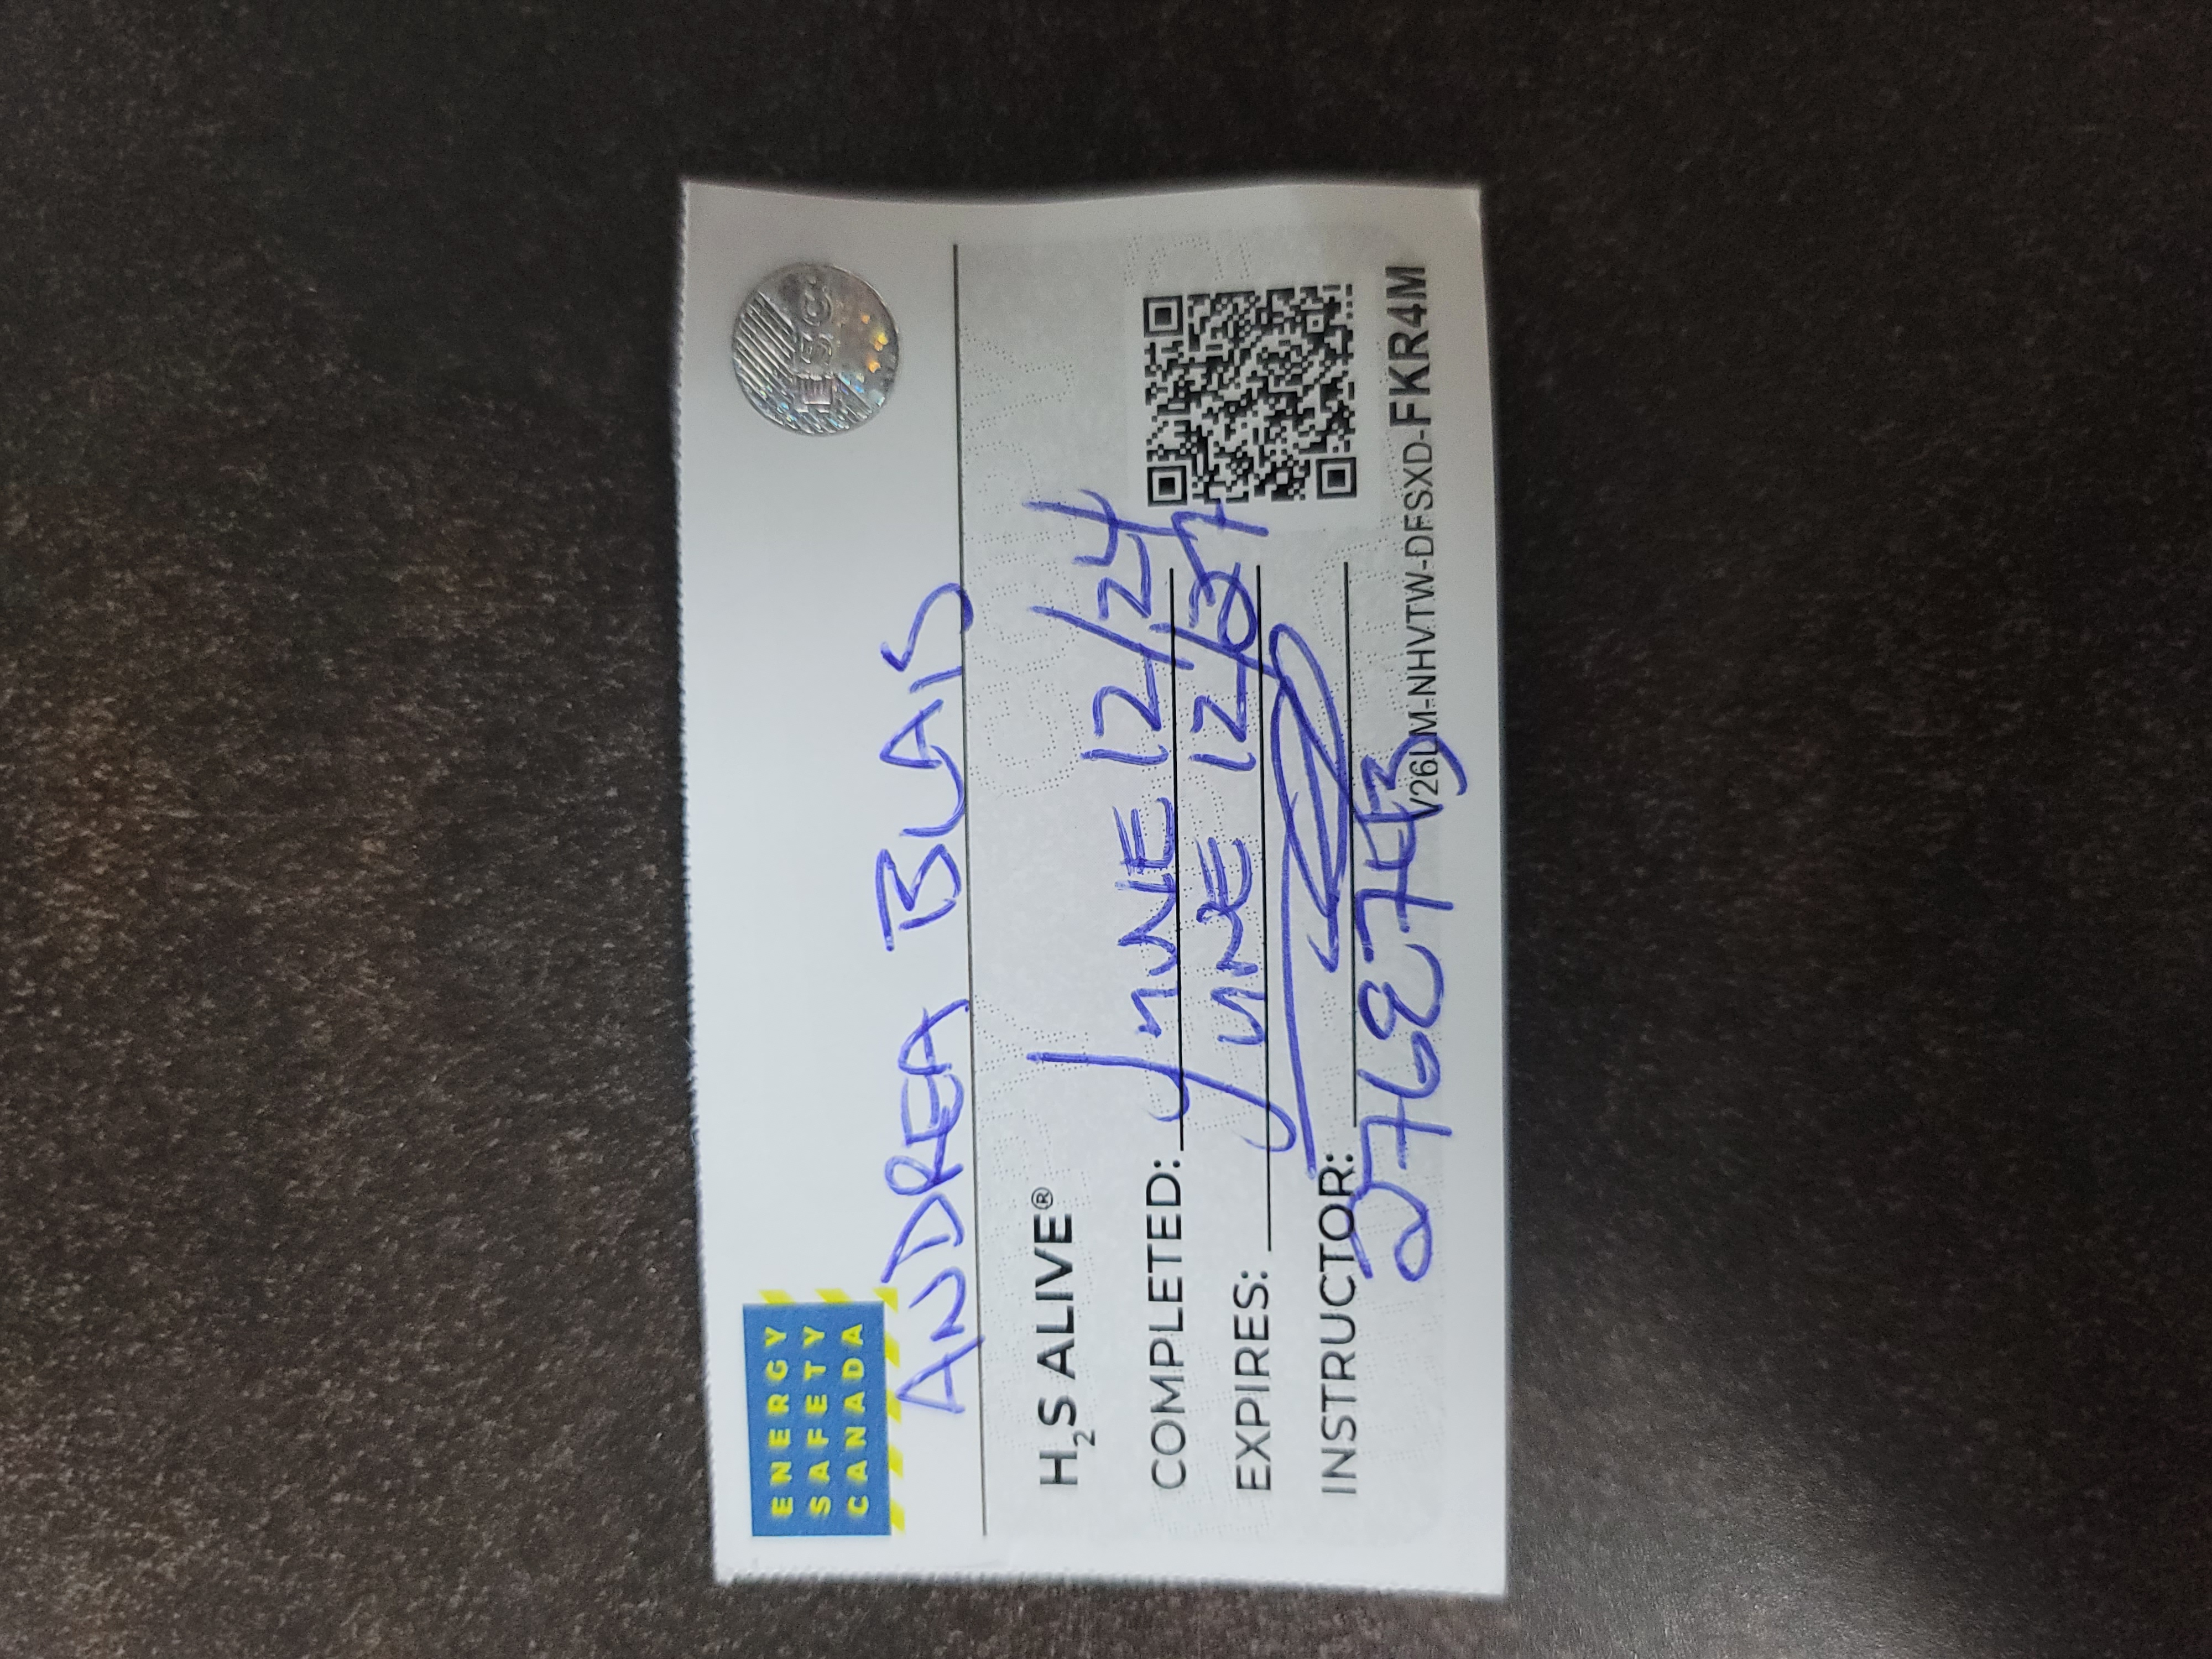 ENERGY
SAFETY
CANADA
ESC
ANDREA BLAIS
H₂S ALIVE®
COMPLETED: JUNE 12/24
EXPIRES: JUNE 12/27
INSTRUCTOR:
V26LM-NHVTW-DFSXD-FKR4M